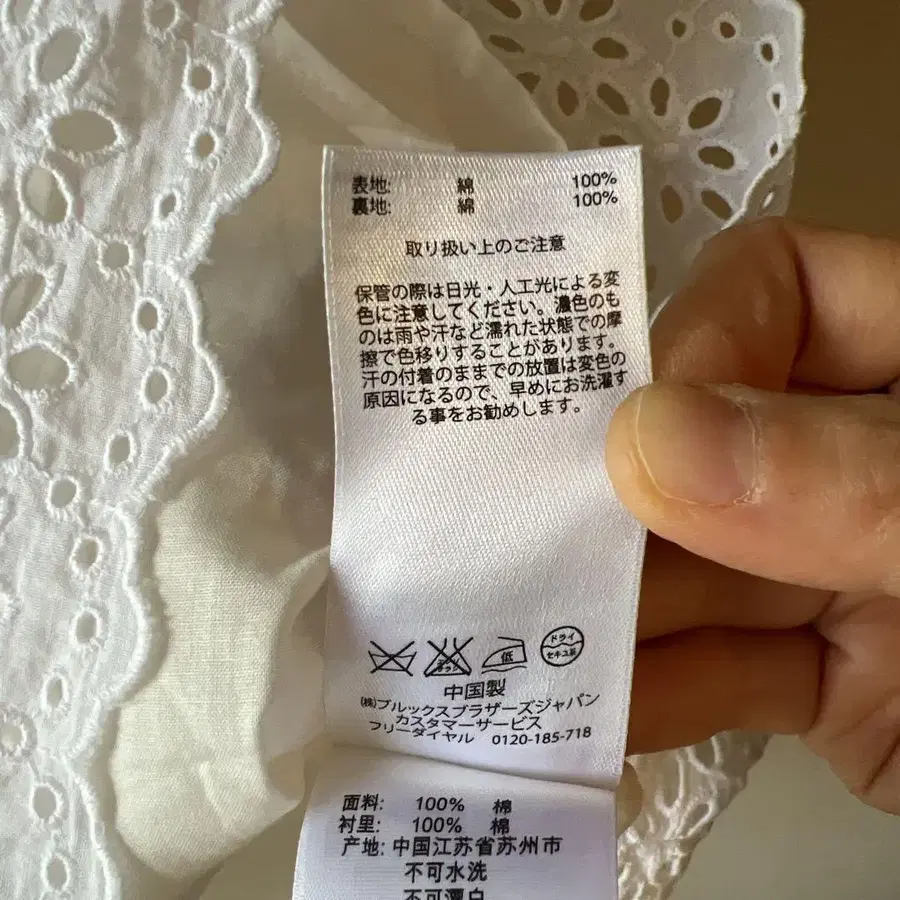 表地: 綿 100%
裏地: 綿 100%
取り扱い上のご注意
保管の際は日光・人工光による変
色に注意してください。濃色のも
のは雨や汗など濡れた状態での摩
擦で色移りすることがあります。
汗の付着のままでの放置は変色の
原因になるので、早めにお洗濯す
る事をお勧めします。
低 ドライ
セキユ系
中国製
㈱ブルックスブラザーズジャパン
カスタマーサービス
フリーダイヤル 0120-185-718
面料: 100% 棉
衬里: 100% 棉
产地: 中国江苏省苏州市
不可水洗
不可漂白